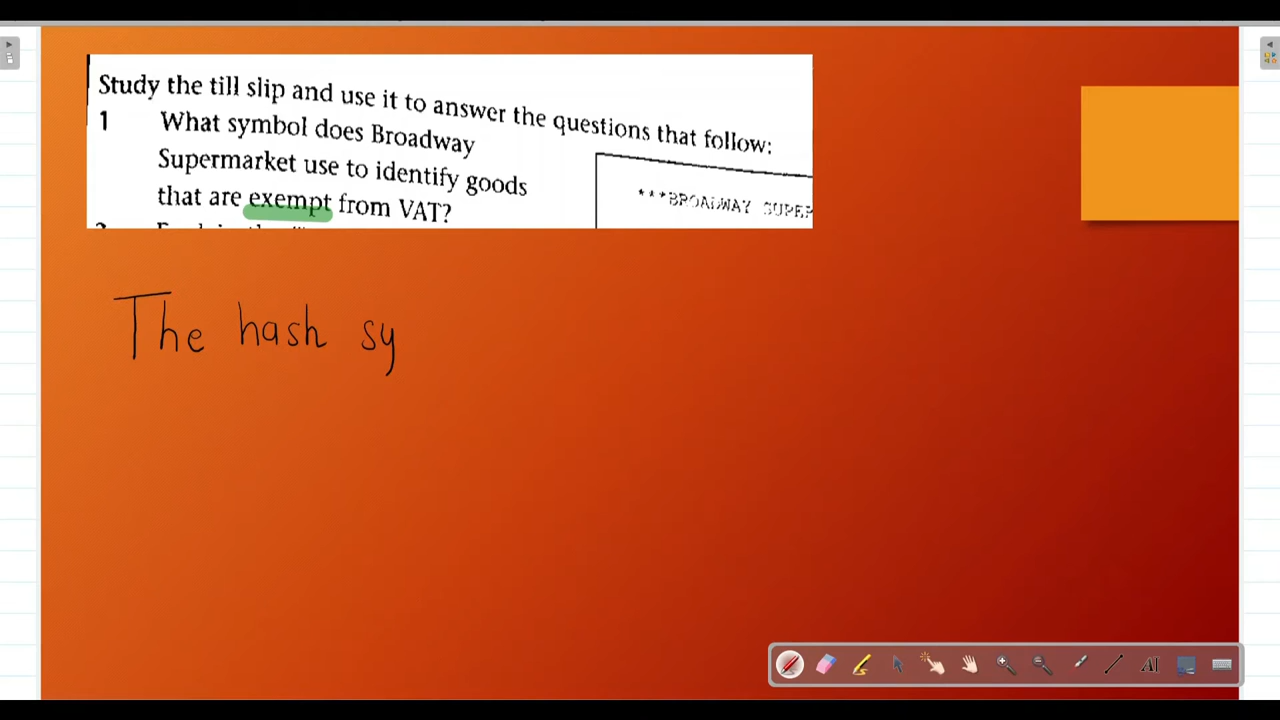 Study the till slip and use it to answer the questions that follow:
1 What symbol does Broadway
Supermarket use to identify goods
that are exempt from VAT?
***BROADWAY SUPER
The hash sy
AI